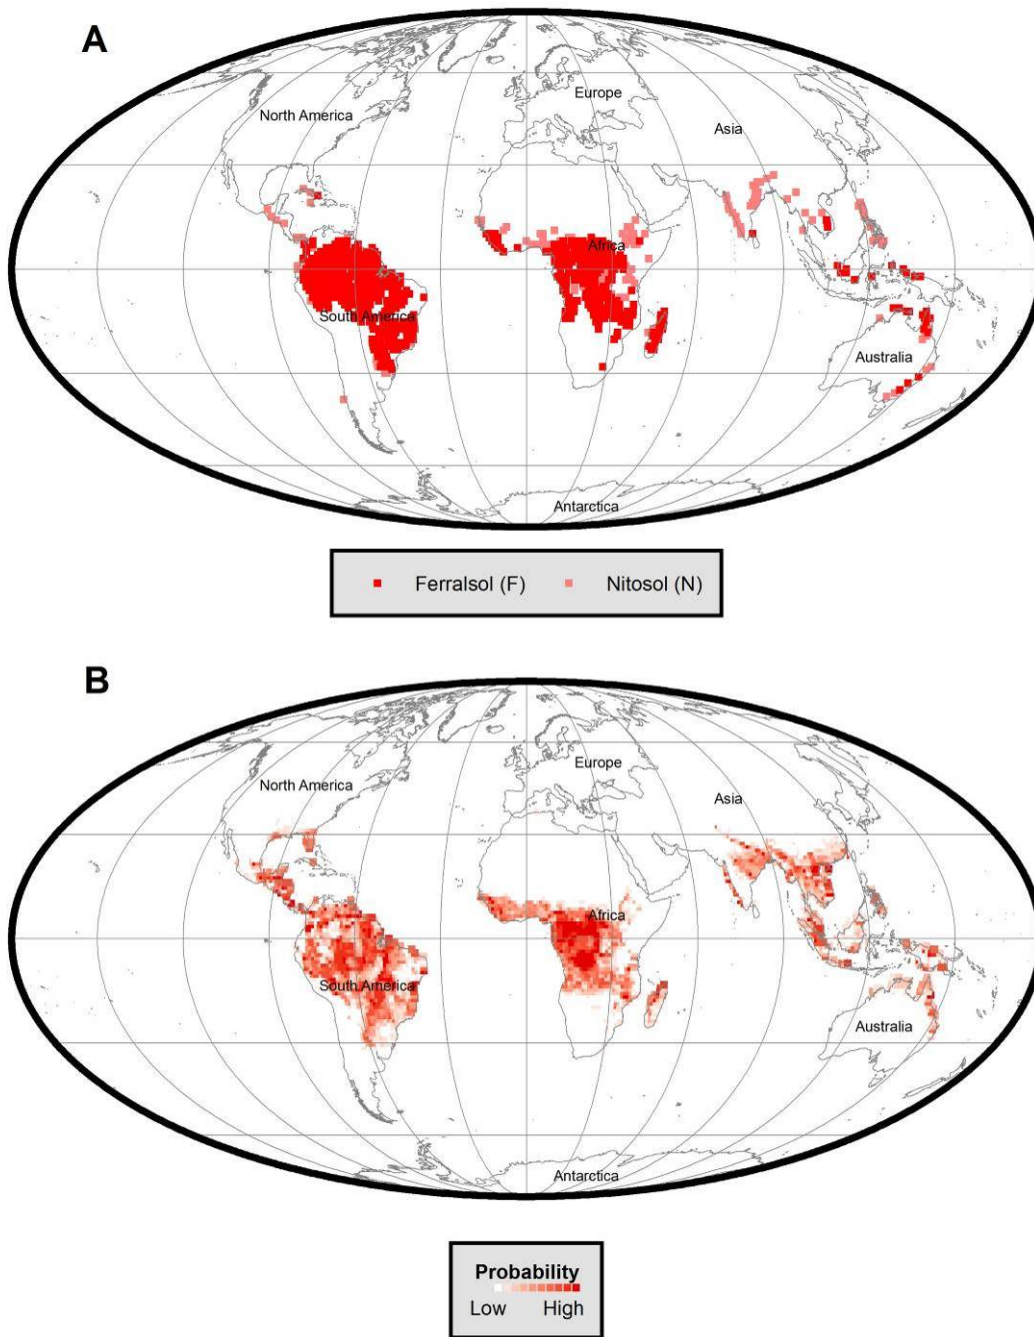 A
North America
Europe
Asia
Africa
South America
Australia
Antarctica
Ferralsol (F) Nitosol (N)
B
North America
Europe
Asia
Africa
South America
Australia
Antarctica
Probability
Low High